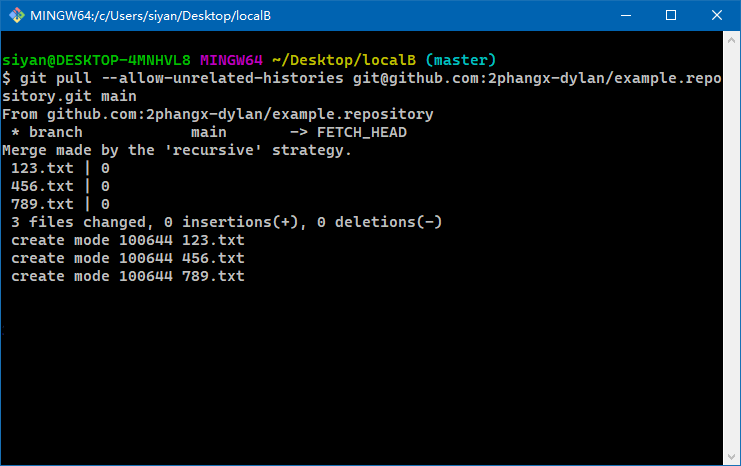 MINGW64:/c/Users/siyan/Desktop/localB
siyan@DESKTOP-4MNHVL8 MINGW64 ~/Desktop/localB (master)
$ git pull --allow-unrelated-histories git@github.com:2phangx-dylan/example.repo
sitory.git main
From github.com:2phangx-dylan/example.repository
 * branch            main       -> FETCH_HEAD
Merge made by the 'recursive' strategy.
 123.txt | 0
 456.txt | 0
 789.txt | 0
 3 files changed, 0 insertions(+), 0 deletions(-)
 create mode 100644 123.txt
 create mode 100644 456.txt
 create mode 100644 789.txt